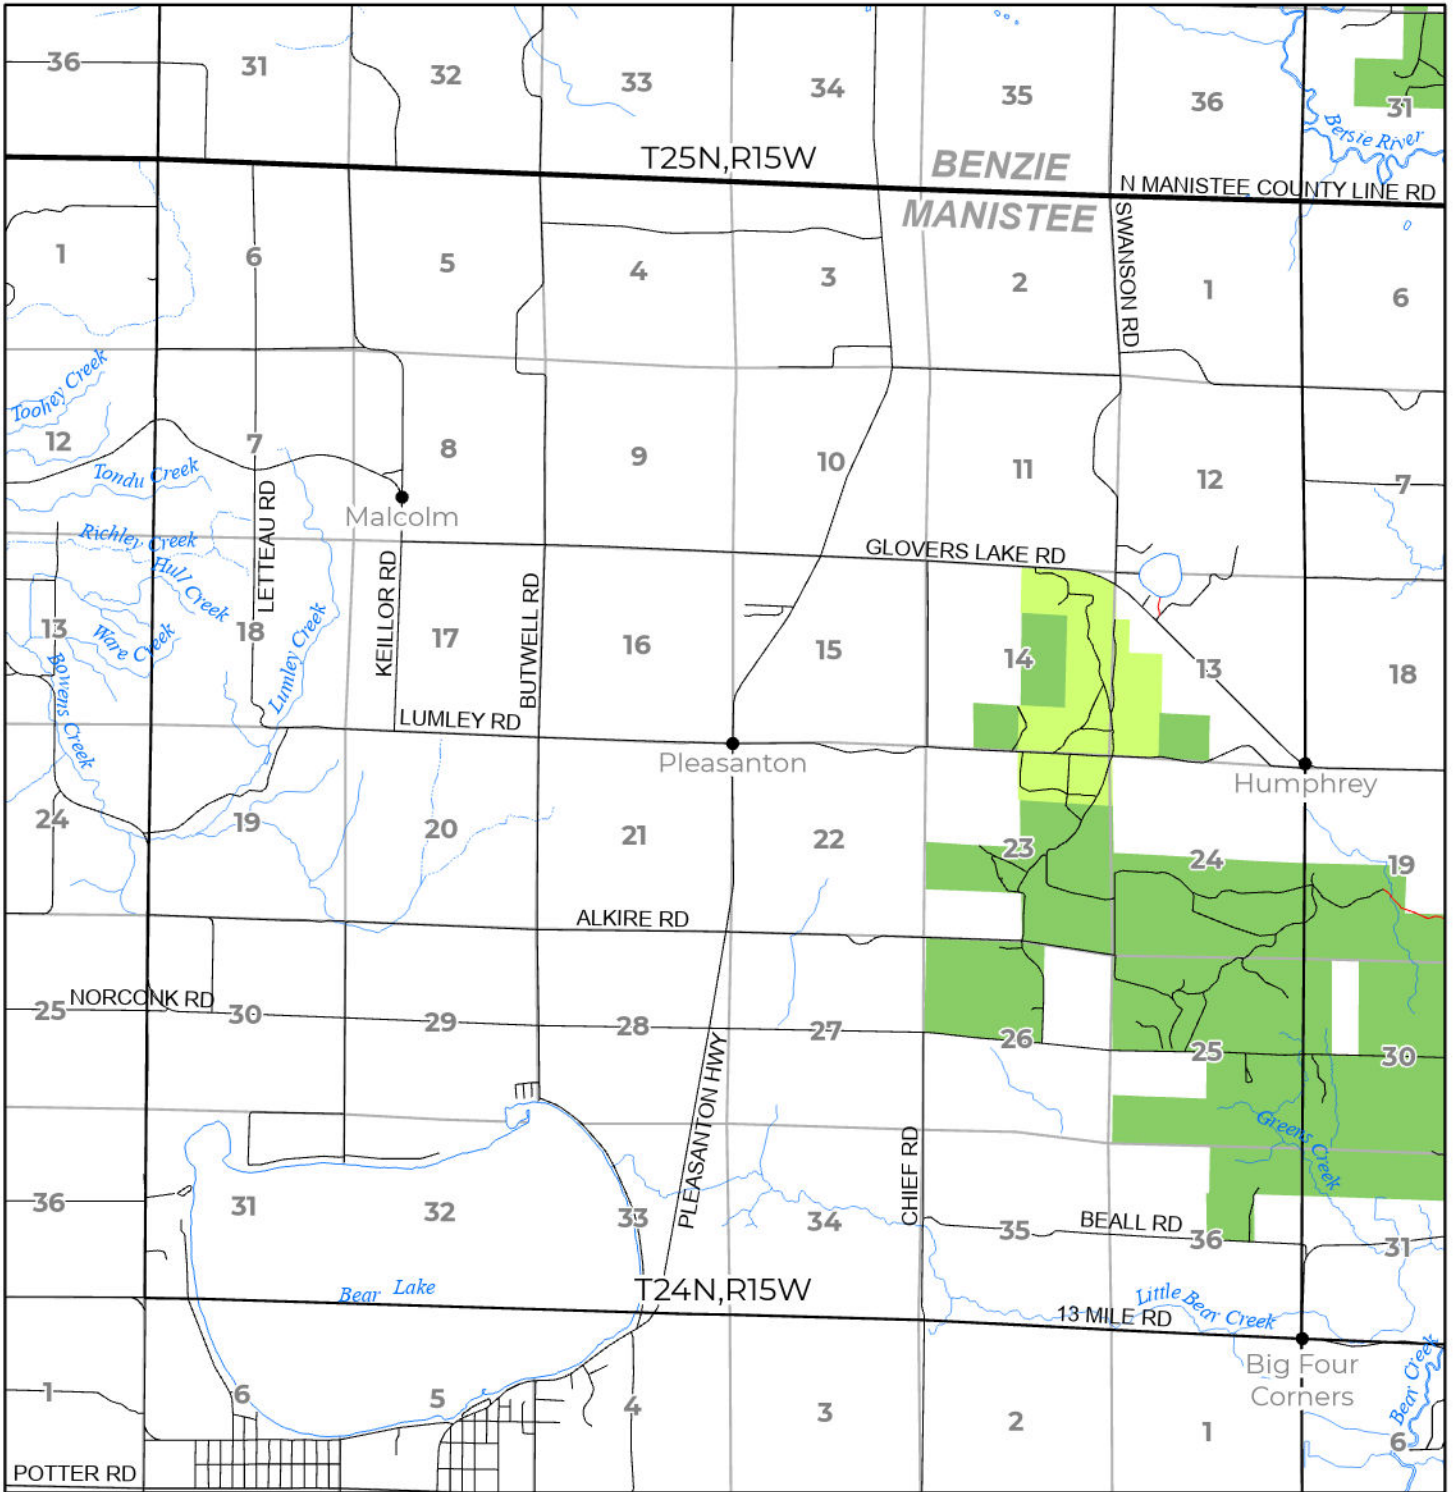 36
31
32
33
34
35
36
31
Betsie River
T25N,R15W
BENZIE
N MANISTEE COUNTY LINE RD
MANISTEE
SWANSON RD
1
6
5
4
3
2
1
6
Toohey Creek
12
7
8
9
10
11
12
7
Tondu Creek
LETTEAU RD
Malcolm
Richley Creek
GLOVERS LAKE RD
Hull Creek
KEILLOR RD
BUTWELL RD
13
Ware Creek
18
Lumley Creek
17
16
15
14
13
18
Bowens Creek
LUMLEY RD
Pleasanton
Humphrey
24
19
20
21
22
23
24
19
ALKIRE RD
25
NORCONK RD
30
29
28
27
26
25
30
PLEASANTON HWY
CHIEF RD
Greens Creek
36
31
32
33
34
35
BEALL RD
36
31
Bear Lake
T24N,R15W
Little Bear Creek
13 MILE RD
Big Four
Corners
Bear Creek
1
6
5
4
3
2
1
6
POTTER RD